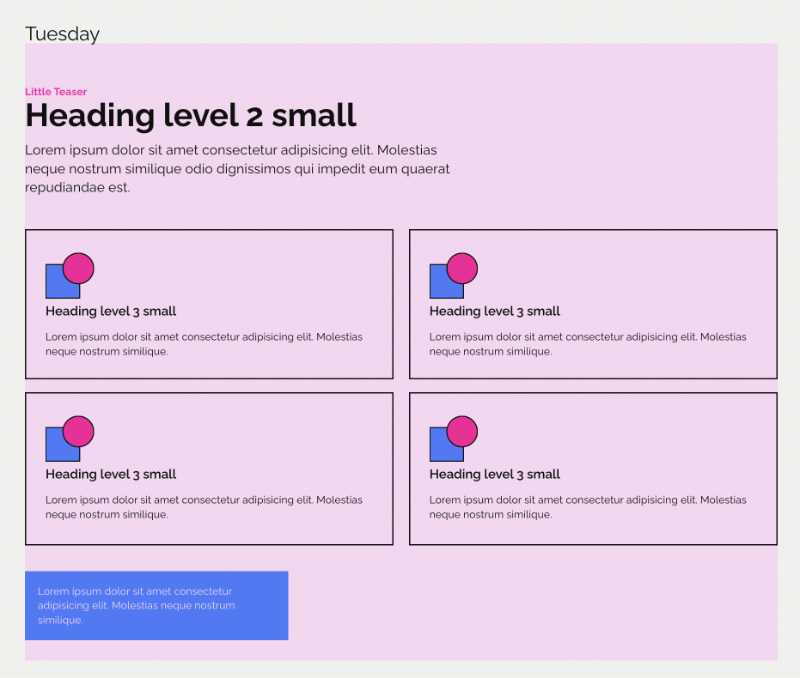 Tuesday
Little Teaser
Heading level 2 small
Lorem ipsum dolor sit amet consectetur adipisicing elit. Molestias
neque nostrum similique odio dignissimos qui impedit eum quaerat
repudiandae est.
Heading level 3 small
Lorem ipsum dolor sit amet consectetur adipisicing elit. Molestias
neque nostrum similique.
Heading level 3 small
Lorem ipsum dolor sit amet consectetur adipisicing elit. Molestias
neque nostrum similique.
Heading level 3 small
Lorem ipsum dolor sit amet consectetur adipisicing elit. Molestias
neque nostrum similique.
Heading level 3 small
Lorem ipsum dolor sit amet consectetur adipisicing elit. Molestias
neque nostrum similique.
Lorem ipsum dolor sit amet consectetur
adipisicing elit. Molestias neque nostrum
similique.